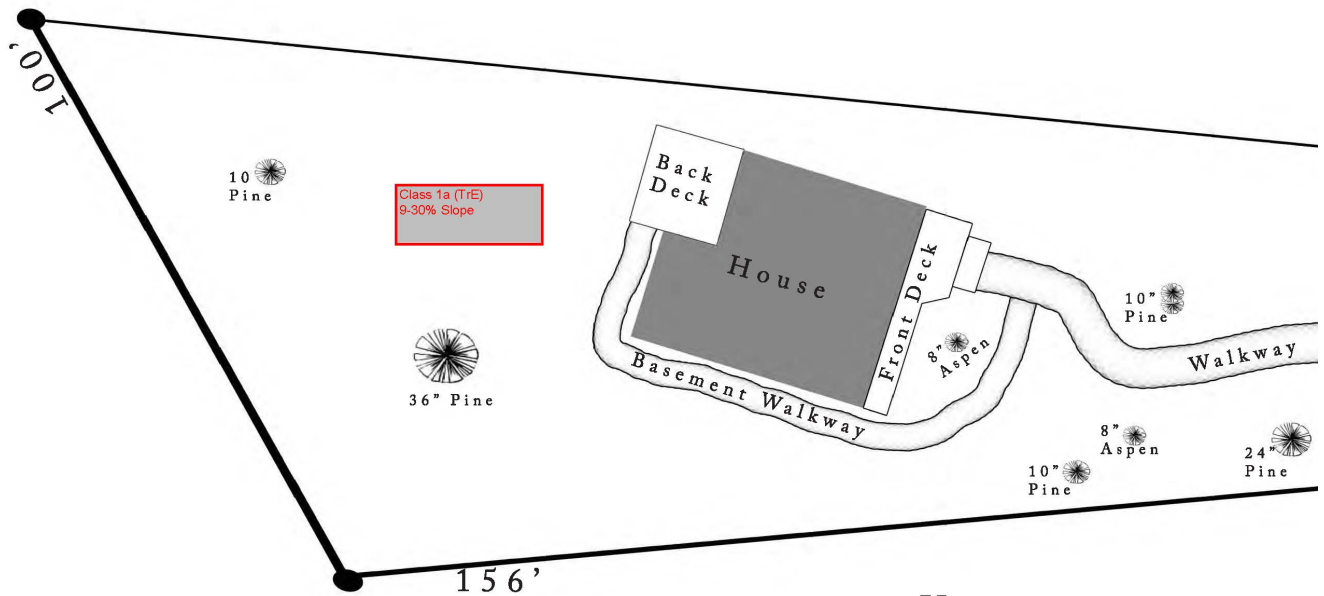 100'
10
Pine
Class 1a (TrE)
9-30% Slope
36" Pine
Back
Deck
House
Front Deck
Basement Walkway
8"
Aspen
10"
Pine
Walkway
8"
Aspen
10"
Pine
24"
Pine
156'